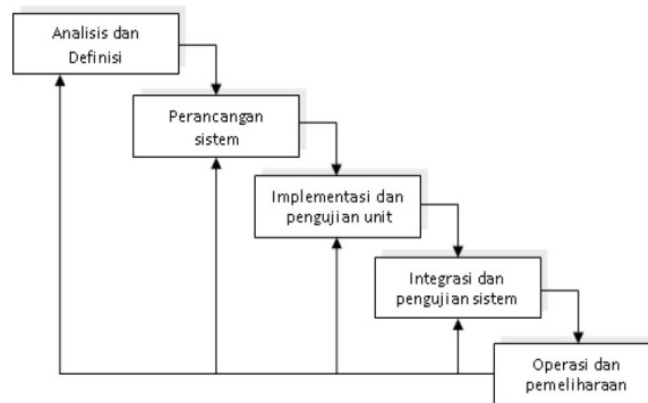 Analisis dan
Definisi
Perancangan
sistem
Implementasi dan
pengujian unit
Integrasi dan
pengujian sistem
Operasi dan
pemeliharaan